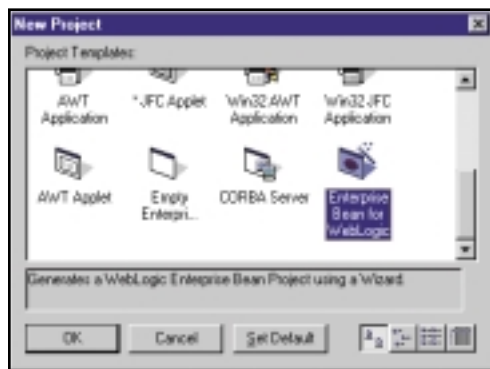 New Project
Project Templates:
AWT Application
*JFC Applet
Win32 AWT Application
Win32 JFC Application
AWT Applet
Empty Enterpri...
CORBA Server
Enterprise Bean for WebLogic
Generates a WebLogic Enterprise Bean Project using a Wizard.
OK
Cancel
Set Default